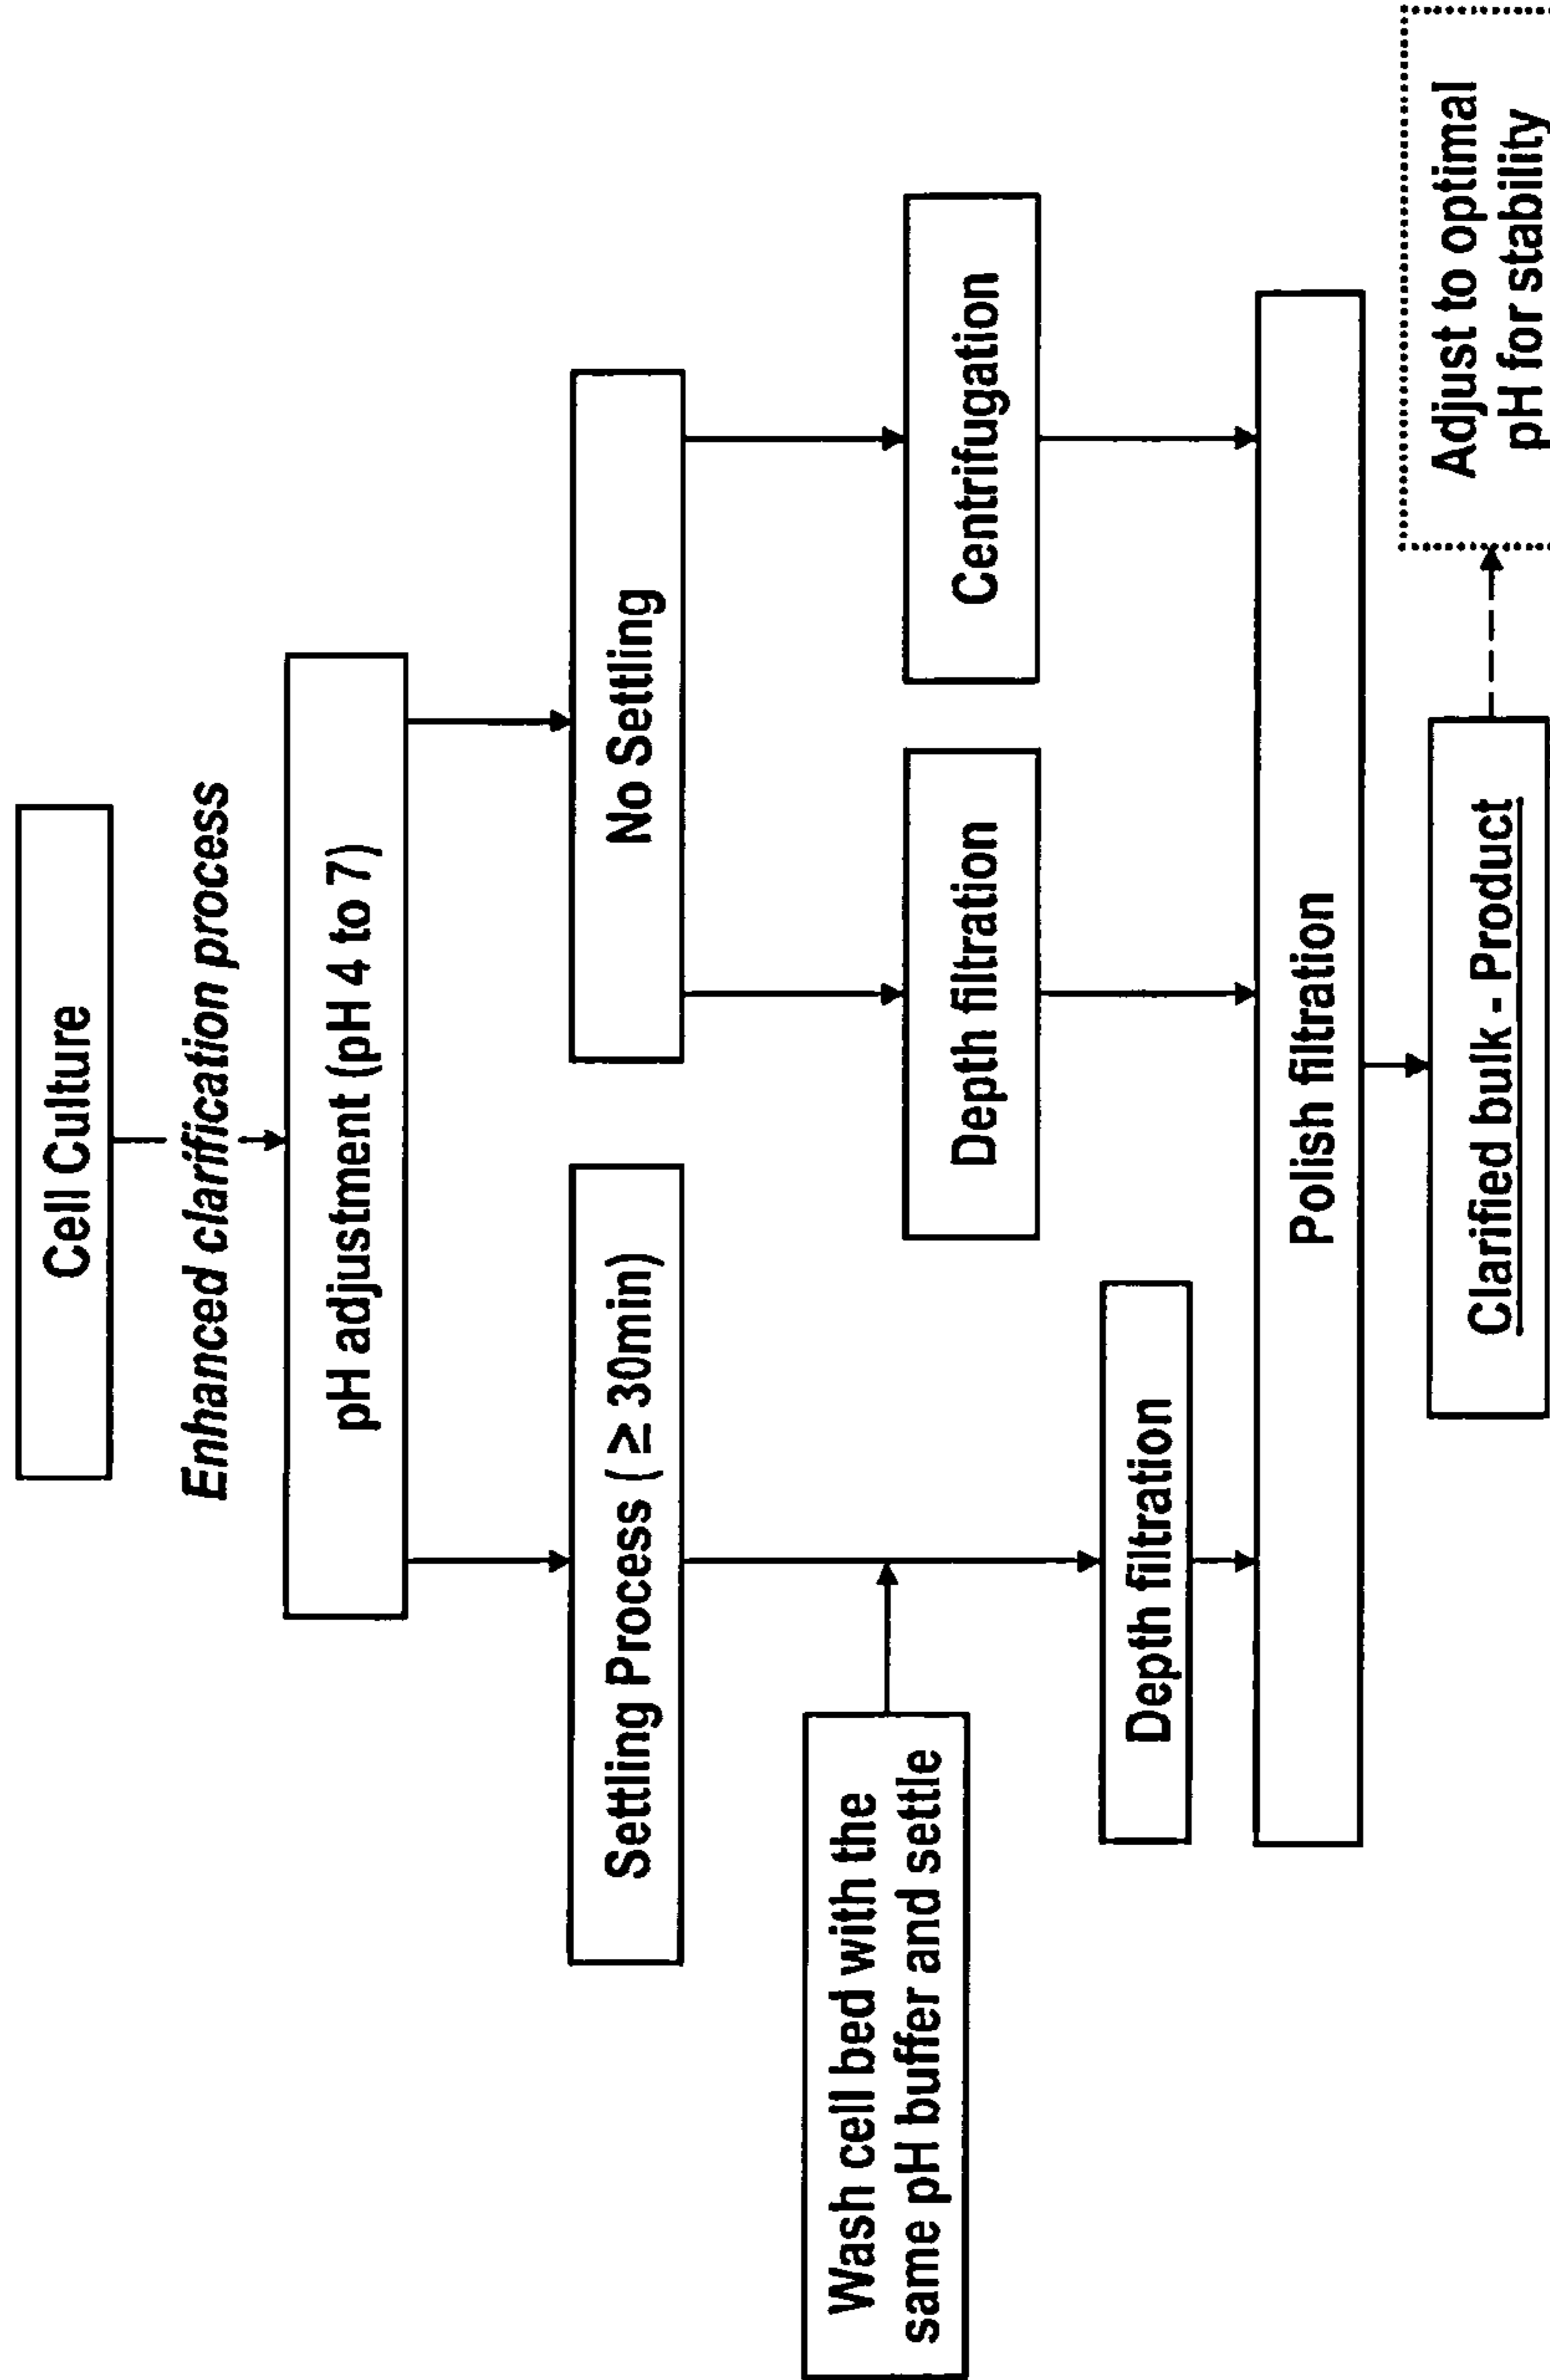 Cell Culture
Enhanced clarification process
pH adjustment (pH 4 to 7)
Settling Process ( ≥ 30min)
No Settling
Wash cell bed with the
same pH buffer and settle
Depth filtration
Centrifugation
Depth filtration
Polish filtration
Clarified bulk - Product
Adjust to optimal
pH for stability